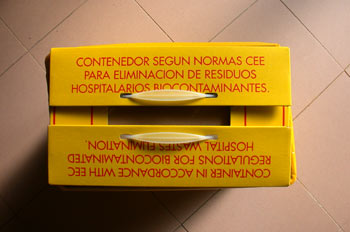 CONTENEDOR SEGUN NORMAS CEE
PARA ELIMINACION DE RESIDUOS
HOSPITALARIOS BIOCONTAMINANTES.
CONTAINER IN ACCORDANCE WITH EEC
REGULATIONS FOR BIOCONTAMINATED
HOSPITAL WASTES ELIMINATION.